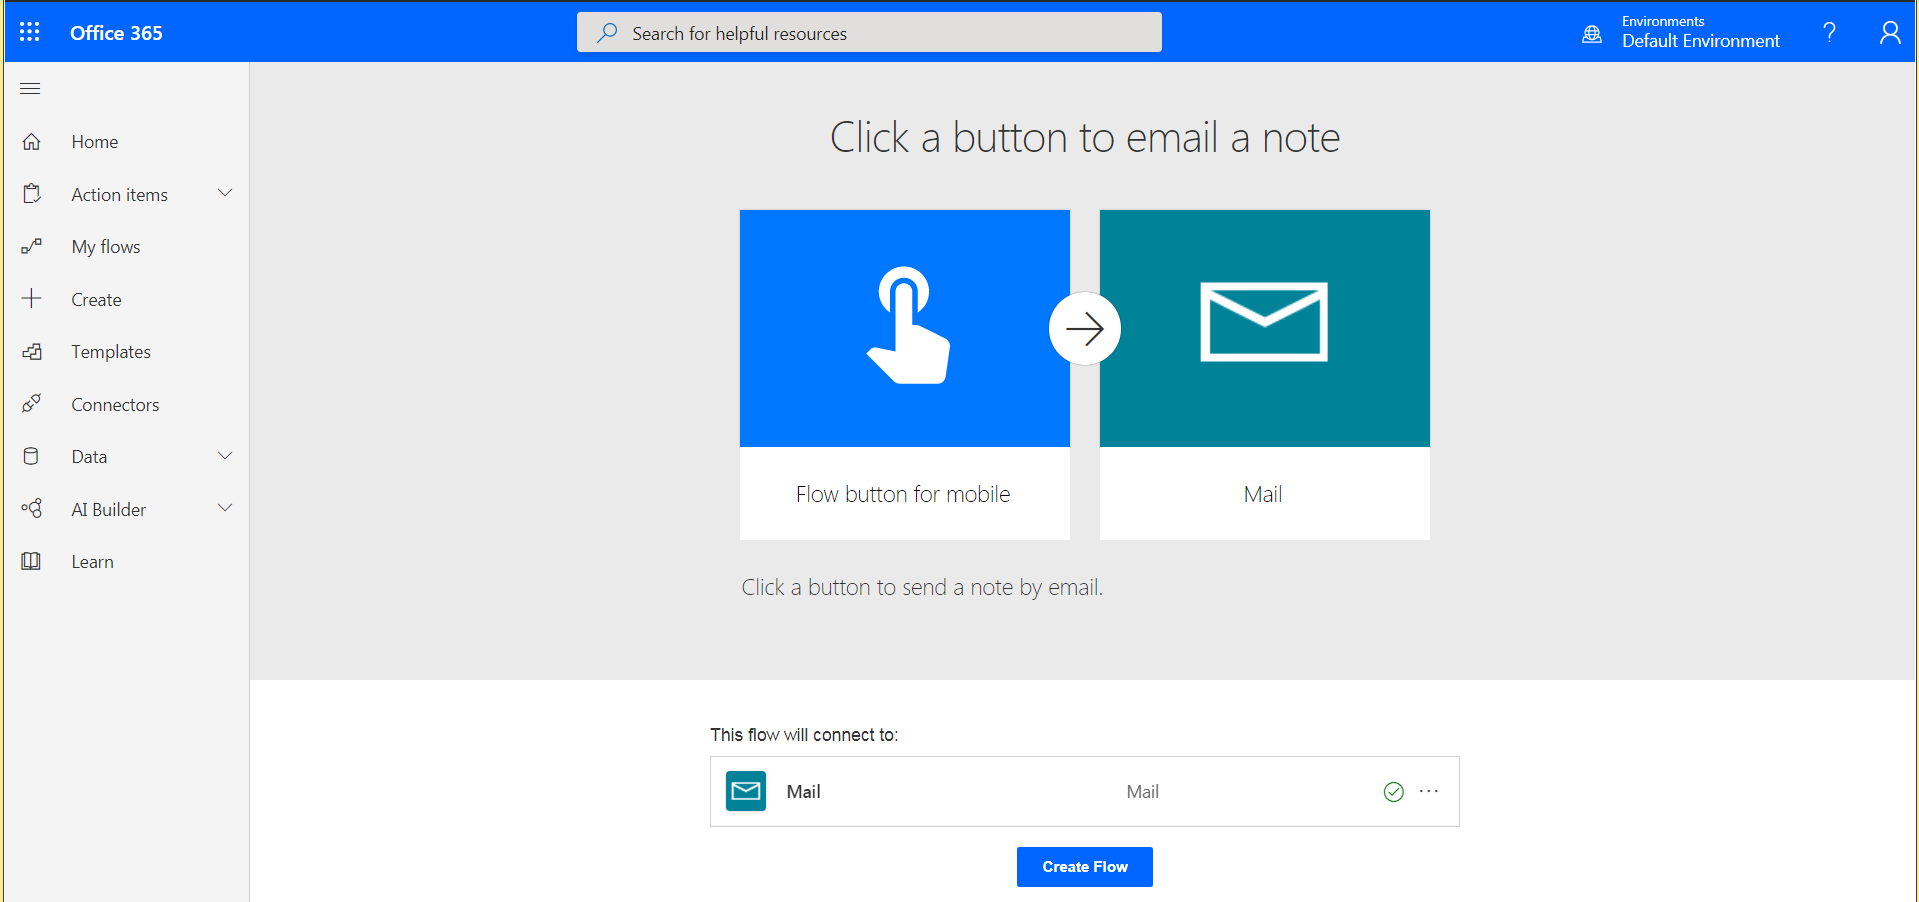 Office 365
Search for helpful resources
Environments
Default Environment
?
Home
Action items
My flows
Create
Templates
Connectors
Data
AI Builder
Learn
Click a button to email a note
Flow button for mobile
Mail
Click a button to send a note by email.
This flow will connect to:
Mail Mail ...
Create Flow